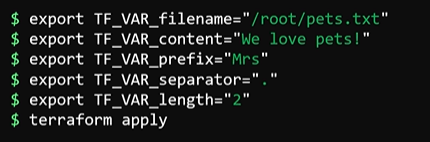 $ export TF_VAR_filename="/root/pets.txt"
$ export TF_VAR_content="We love pets!"
$ export TF_VAR_prefix="Mrs"
$ export TF_VAR_separator="."
$ export TF_VAR_length="2"
$ terraform apply